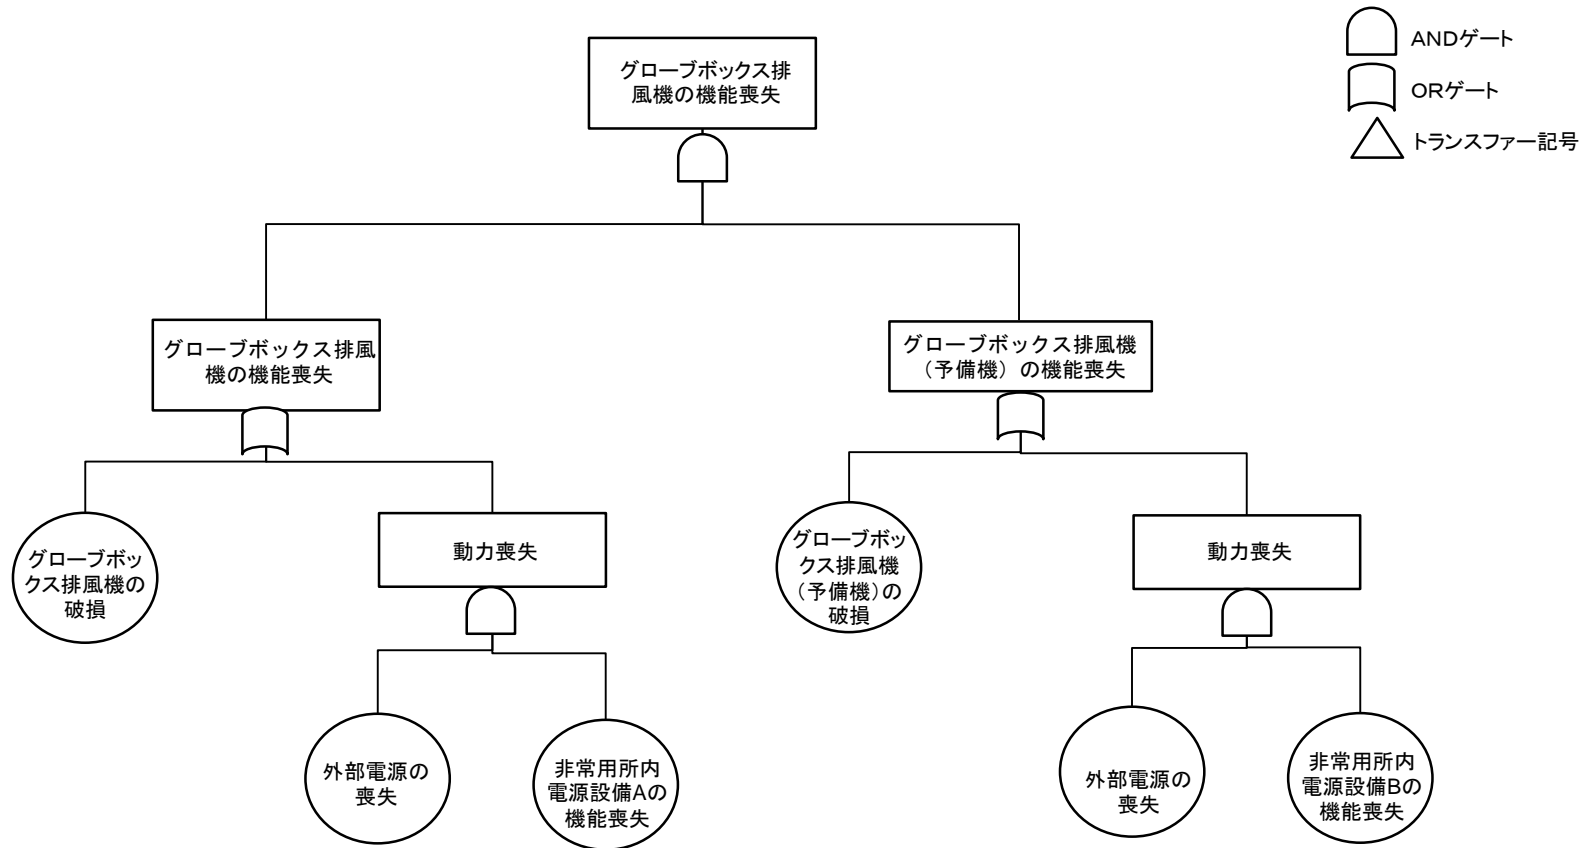 グローブボックス排
風機の機能喪失
ANDゲート
ORゲート
トランスファー記号
グローブボックス排風
機の機能喪失
グローブボックス排風機
（予備機）の機能喪失
グローブボッ
クス排風機の
破損
動力喪失
グローブボッ
クス排風機
（予備機）の
破損
動力喪失
外部電源の
喪失
非常用所内
電源設備Aの
機能喪失
外部電源の
喪失
非常用所内
電源設備Bの
機能喪失